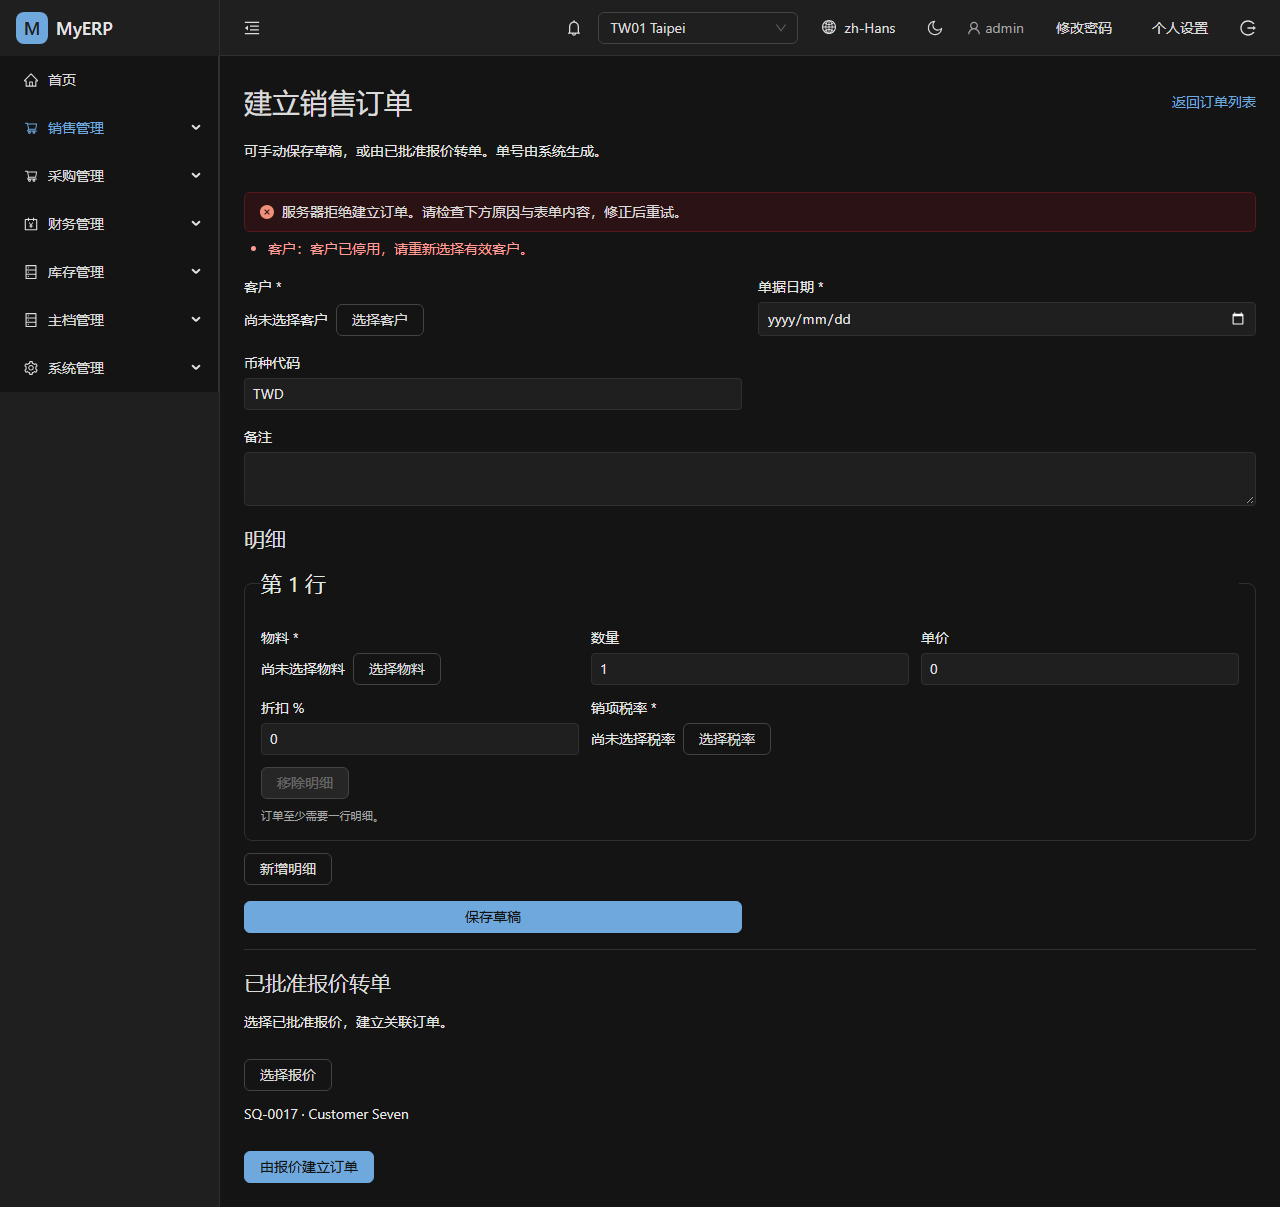 M MyERP
TW01 Taipei
zh-Hans
admin
修改密码
个人设置
首页
销售管理
采购管理
财务管理
库存管理
主档管理
系统管理
建立销售订单
返回订单列表
可手动保存草稿，或由已批准报价转单。单号由系统生成。
服务器拒绝建立订单。请检查下方原因与表单内容，修正后重试。
• 客户：客户已停用，请重新选择有效客户。
客户 *
单据日期 *
尚未选择客户 选择客户
yyyy/mm/dd
币种代码
TWD
备注
明细
第 1 行
物料 *
数量
单价
尚未选择物料 选择物料
1
0
折扣 %
销项税率 *
0
尚未选择税率 选择税率
移除明细
订单至少需要一行明细。
新增明细
保存草稿
已批准报价转单
选择已批准报价，建立关联订单。
选择报价
SQ-0017 · Customer Seven
由报价建立订单